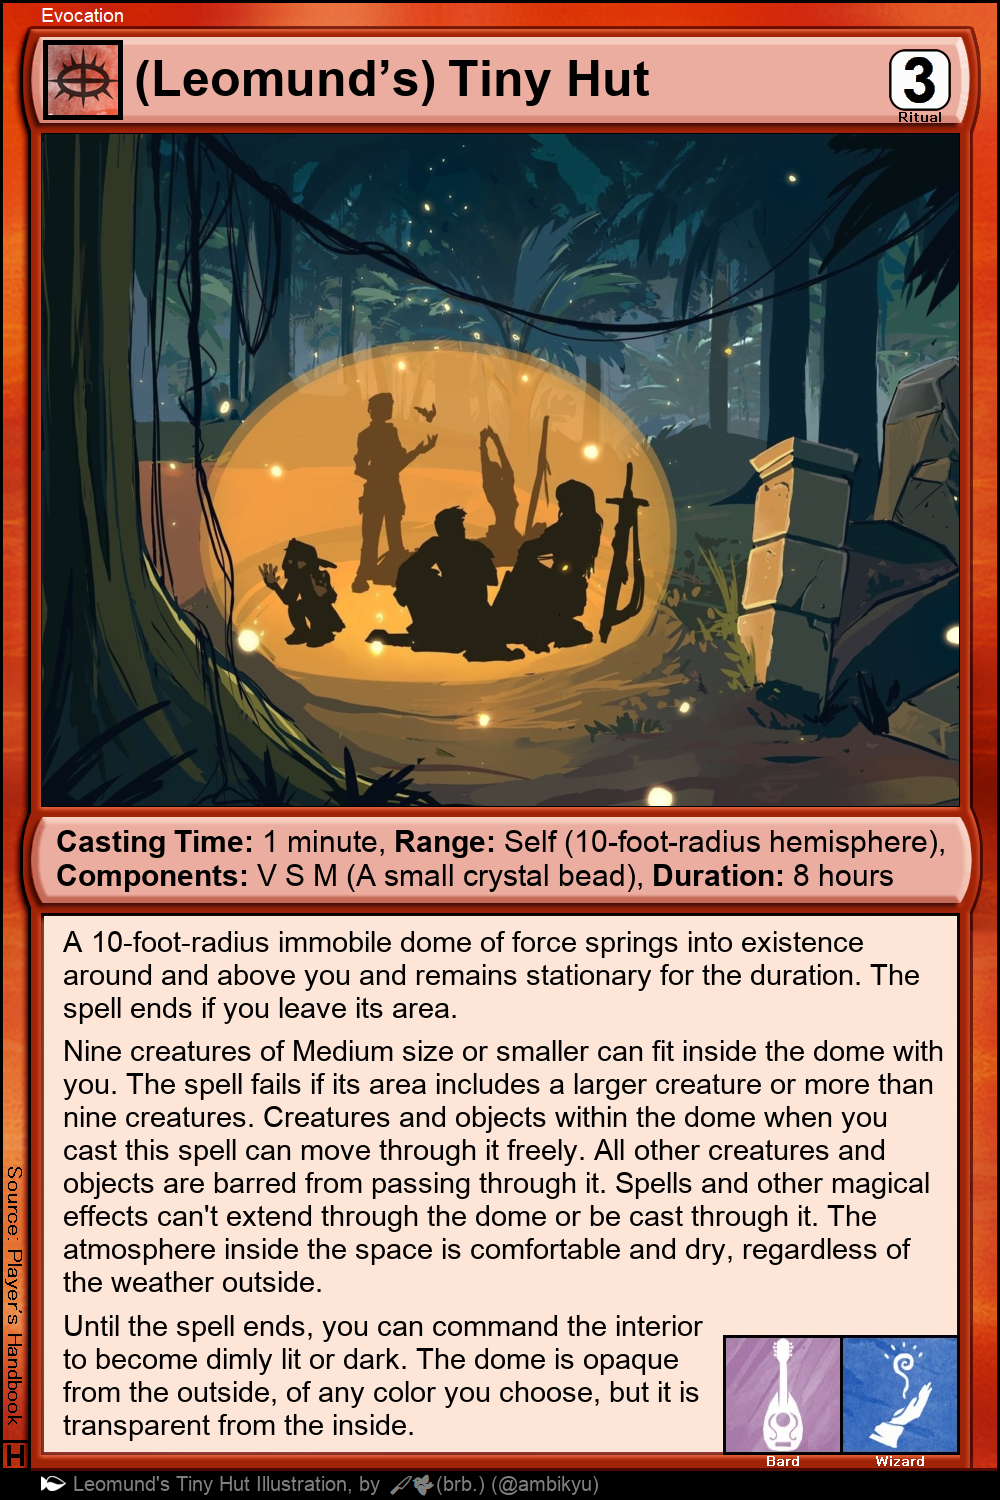 Evocation
(Leomund’s) Tiny Hut
3
Ritual
Casting Time: 1 minute, Range: Self (10-foot-radius hemisphere),
Components: V S M (A small crystal bead), Duration: 8 hours
A 10-foot-radius immobile dome of force springs into existence
around and above you and remains stationary for the duration. The
spell ends if you leave its area.
Nine creatures of Medium size or smaller can fit inside the dome with
you. The spell fails if its area includes a larger creature or more than
nine creatures. Creatures and objects within the dome when you
cast this spell can move through it freely. All other creatures and
objects are barred from passing through it. Spells and other magical
effects can't extend through the dome or be cast through it. The
atmosphere inside the space is comfortable and dry, regardless of
the weather outside.
Until the spell ends, you can command the interior
to become dimly lit or dark. The dome is opaque
from the outside, of any color you choose, but it is
transparent from the inside.
Bard
Wizard
Source: Player's Handbook
H
Leomund's Tiny Hut Illustration, by (brb.) (@ambikyu)